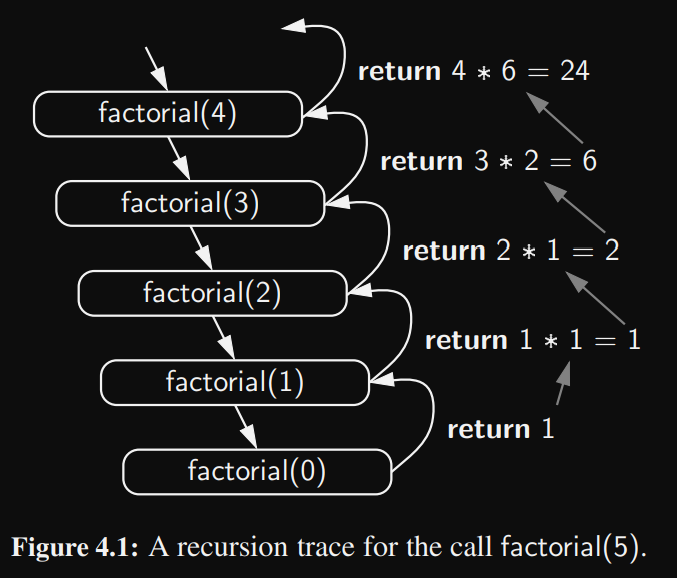 return 4 ∗ 6 = 24
factorial(4)
return 3 ∗ 2 = 6
factorial(3)
return 2 ∗ 1 = 2
factorial(2)
return 1 ∗ 1 = 1
factorial(1)
return 1
factorial(0)
Figure 4.1: A recursion trace for the call factorial(5).